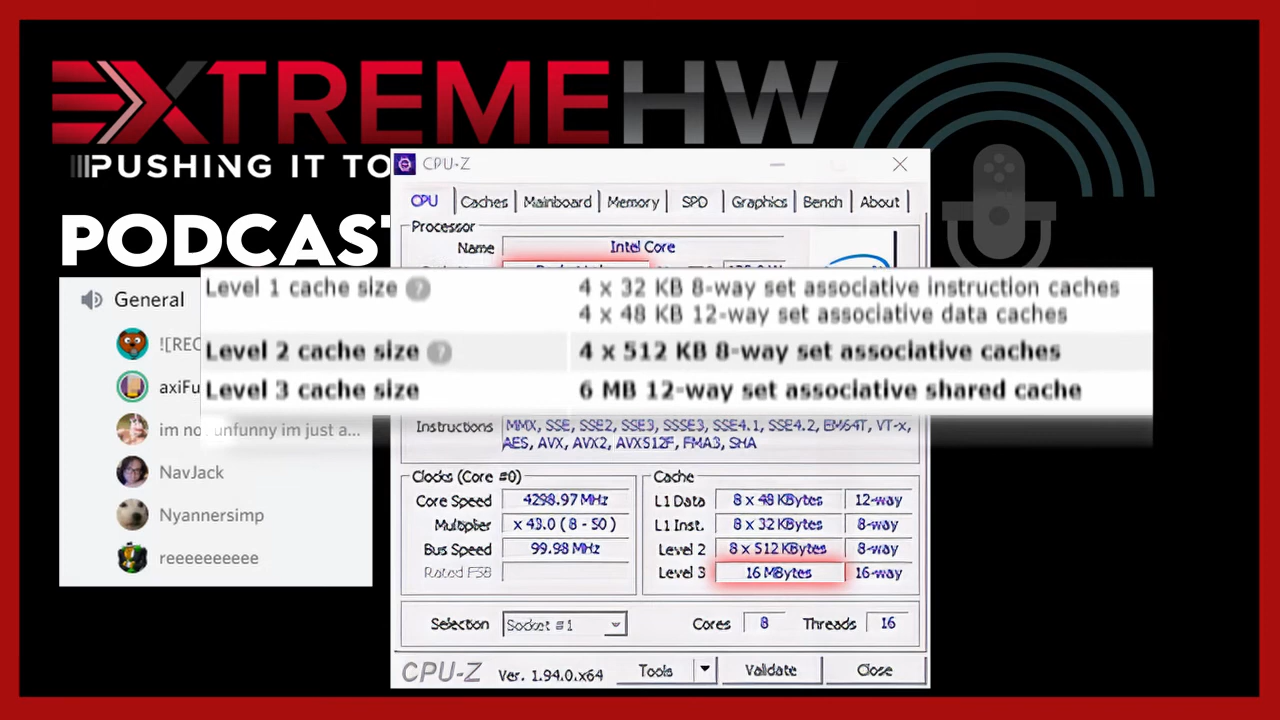 EXTREMEHW
PUSHING IT TO
PODCAST
CPU-Z
CPU Caches Mainboard Memory SPD Graphics Bench About
Processor
Name Intel Core
General
Level 1 cache size ? 4 x 32 KB 8-way set associative instruction caches
4 x 48 KB 12-way set associative data caches
Level 2 cache size ? 4 x 512 KB 8-way set associative caches
Level 3 cache size 6 MB 12-way set associative shared cache
![REC
axiFu
im not unfunny im just a...
NavJack
Nyannersimp
reeeeeeeeee
Instructions MMX, SSE, SSE2, SSE3, SSSE3, SSE4.1, SSE4.2, EM64T, VT-x,
AES, AVX, AVX2, AVX512F, FMA3, SHA
Clocks (Core #0)
Core Speed 4298.97 MHz
Multiplier x 43.0 ( 8 - 50 )
Bus Speed 99.98 MHz
Rated FSB
Cache
L1 Data 8 x 48 KBytes 12-way
L1 Inst. 8 x 32 KBytes 8-way
Level 2 8 x 512 KBytes 8-way
Level 3 16 MBytes 16-way
Selection Socket #1 Cores 8 Threads 16
CPU-Z Ver. 1.94.0.x64 Tools Validate Close